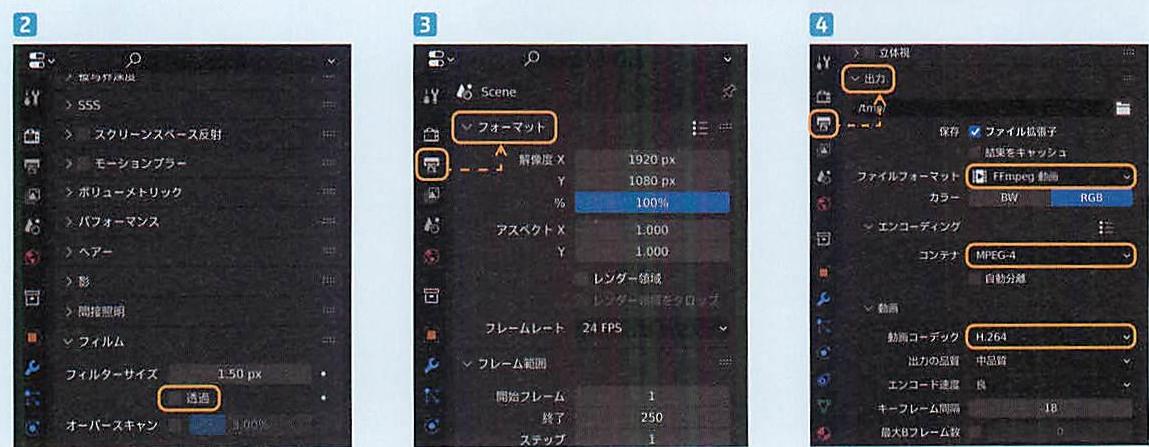 2
被写界深度
> SSS
> スクリーンスペース反射
> モーションブラー
> ボリューメトリック
> パフォーマンス
> ヘアー
> 影
> 間接照明
フィルム
フィルターサイズ 1.50 px
透過
オーバースキャン 3.00%
3
Scene
フォーマット
解像度 X 1920 px
Y 1080 px
% 100%
アスペクト X 1.000
Y 1.000
レンダー領域
レンダー領域をクロップ
フレームレート 24 FPS
フレーム範囲
開始フレーム 1
終了 250
ステップ 1
4
> 立体視
出力
/tmp
保存 ファイル拡張子
結果をキャッシュ
ファイルフォーマット FFmpeg 動画
カラー BW RGB
エンコーディング
コンテナ MPEG-4
自動分離
動画
動画コーデック H.264
出力の品質 中品質
エンコード速度 良
キーフレーム間隔 18
最大Bフレーム数 0